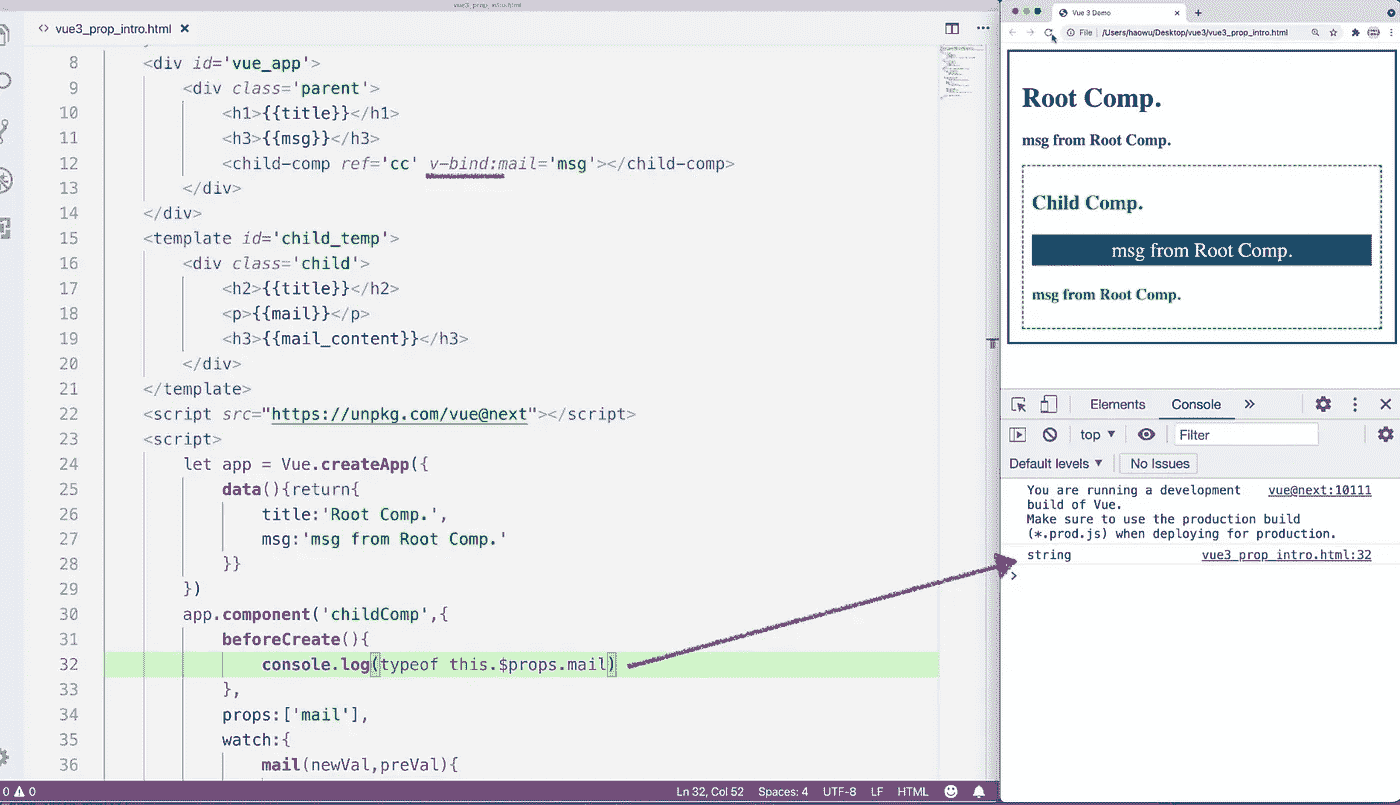 vue3_prop_intro.html
<> vue3_prop_intro.html ×
8 <div id='vue_app'>
9 <div class='parent'>
10 <h1>{{title}}</h1>
11 <h3>{{msg}}</h3>
12 <child-comp ref='cc' v-bind:mail='msg'></child-comp>
13 </div>
14 </div>
15 <template id='child_temp'>
16 <div class='child'>
17 <h2>{{title}}</h2>
18 <p>{{mail}}</p>
19 <h3>{{mail_content}}</h3>
20 </div>
21 </template>
22 <script src="https://unpkg.com/vue@next"></script>
23 <script>
24 let app = Vue.createApp({
25 data(){return{
26 title:'Root Comp.',
27 msg:'msg from Root Comp.'
28 }}
29 })
30 app.component('childComp',{
31 beforeCreate(){
32 console.log(typeof this.$props.mail)
33 },
34 props:['mail'],
35 watch:{
36 mail(newVal,preVal){
0 0
Ln 32, Col 52 Spaces: 4 UTF-8 LF HTML
Vue 3 Demo
File /Users/haowu/Desktop/vue3/vue3_prop_intro.html
Root Comp.
msg from Root Comp.
Child Comp.
msg from Root Comp.
msg from Root Comp.
Elements Console
top Filter
Default levels No Issues
You are running a development vue@next:10111
build of Vue.
Make sure to use the production build
(*.prod.js) when deploying for production.
string vue3_prop_intro.html:32
>